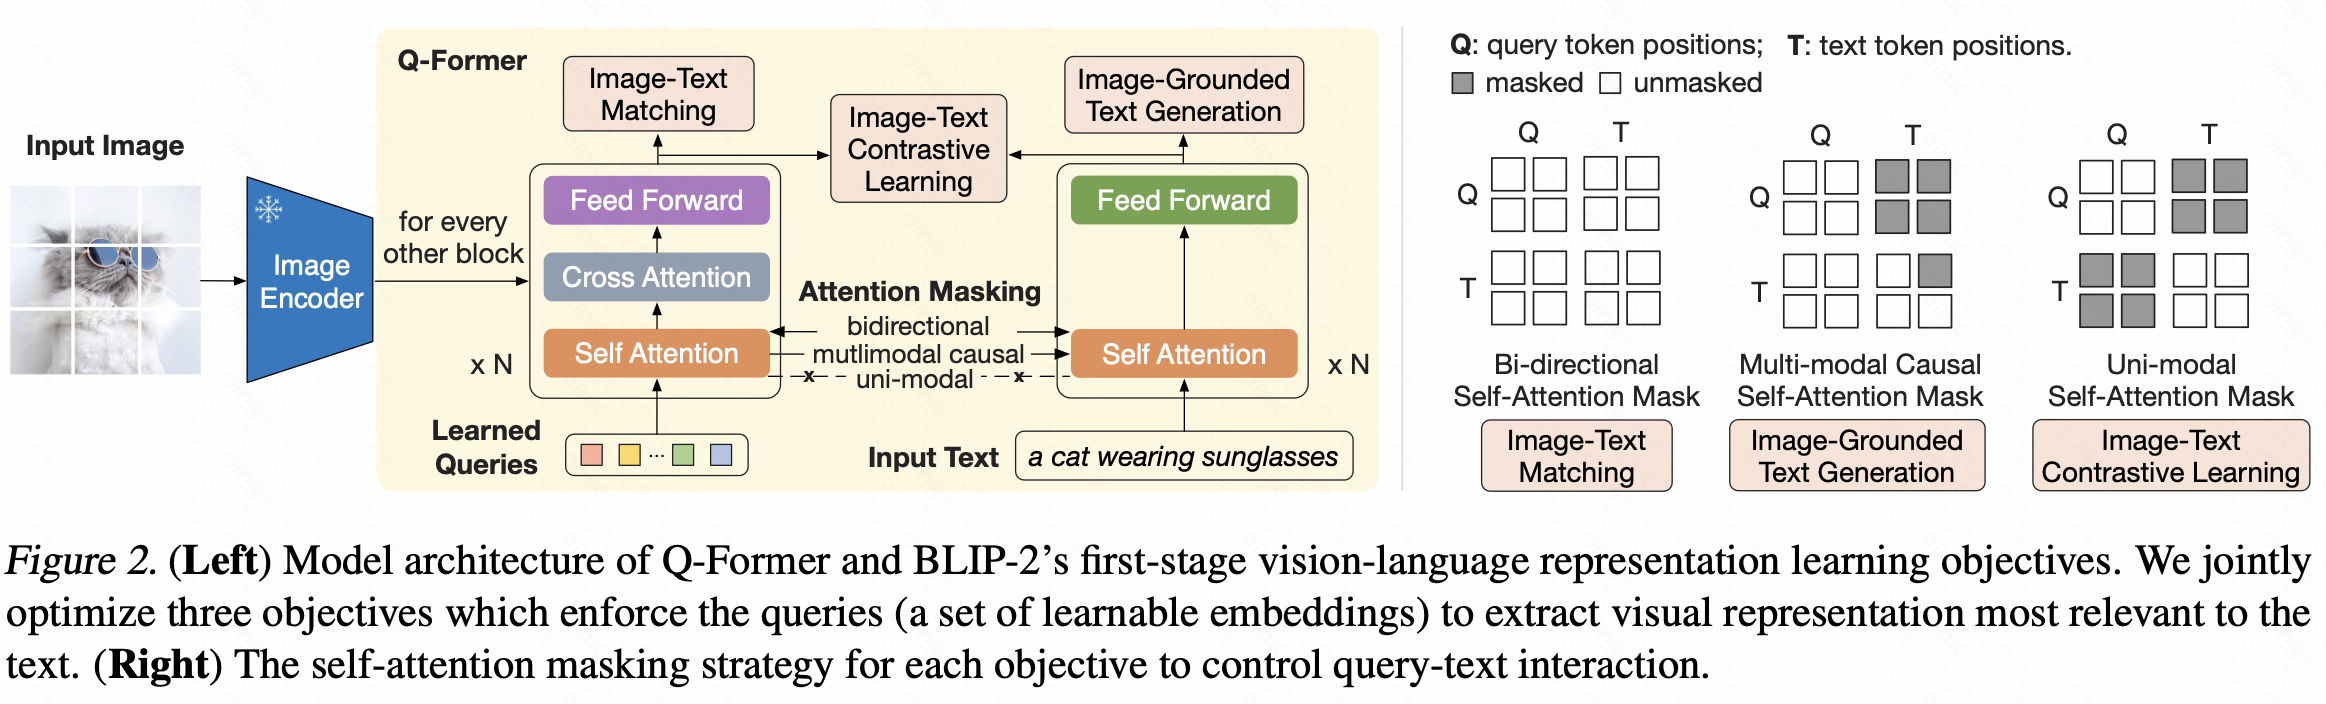 Q-Former
Input Image
Image
Encoder
for every
other block
Image-Text
Matching
Image-Text
Contrastive
Learning
Image-Grounded
Text Generation
Feed Forward
Cross Attention
Self Attention
x N
Learned
Queries
...
Attention Masking
bidirectional
mutlimodal causal
x uni-modal x
Feed Forward
Self Attention
x N
Input Text
a cat wearing sunglasses
Q: query token positions; T: text token positions.
masked unmasked
Q T
Q
T
Bi-directional
Self-Attention Mask
Image-Text
Matching
Q T
Q
T
Multi-modal Causal
Self-Attention Mask
Image-Grounded
Text Generation
Q T
Q
T
Uni-modal
Self-Attention Mask
Image-Text
Contrastive Learning
Figure 2. (Left) Model architecture of Q-Former and BLIP-2’s first-stage vision-language representation learning objectives. We jointly
optimize three objectives which enforce the queries (a set of learnable embeddings) to extract visual representation most relevant to the
text. (Right) The self-attention masking strategy for each objective to control query-text interaction.